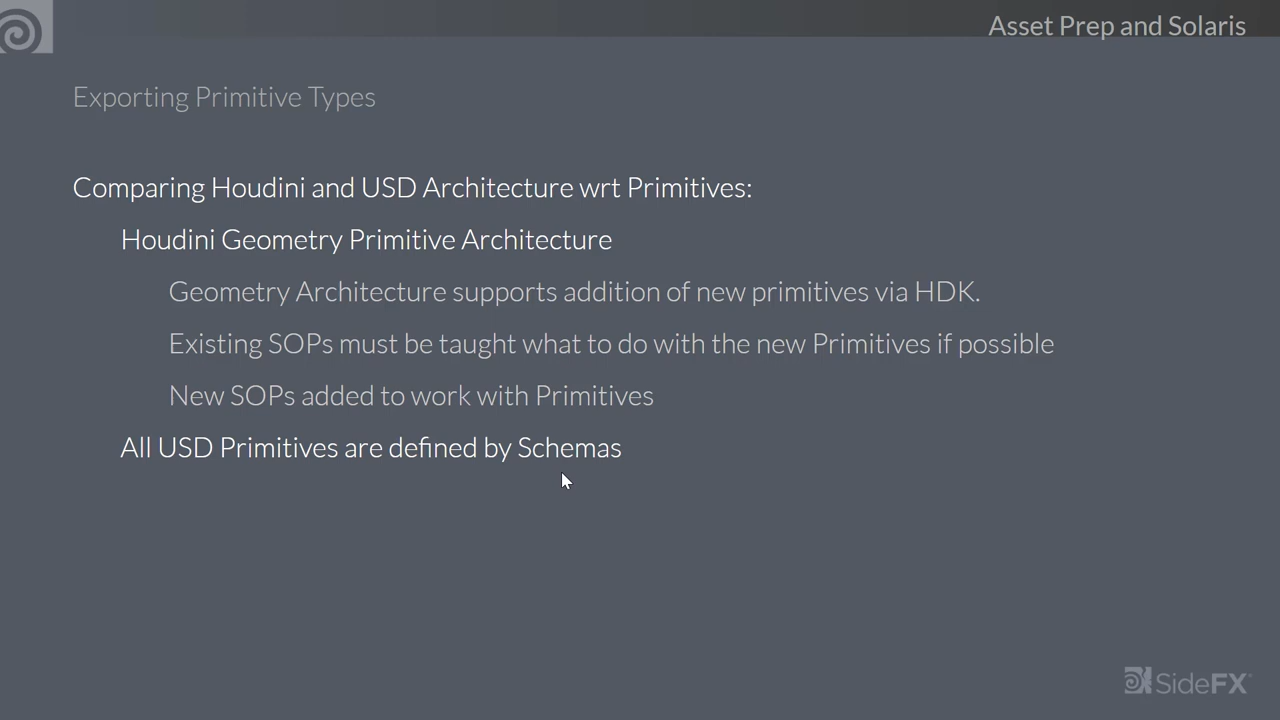 Asset Prep and Solaris
Exporting Primitive Types
Comparing Houdini and USD Architecture wrt Primitives:
Houdini Geometry Primitive Architecture
Geometry Architecture supports addition of new primitives via HDK.
Existing SOPs must be taught what to do with the new Primitives if possible
New SOPs added to work with Primitives
All USD Primitives are defined by Schemas
SideFX